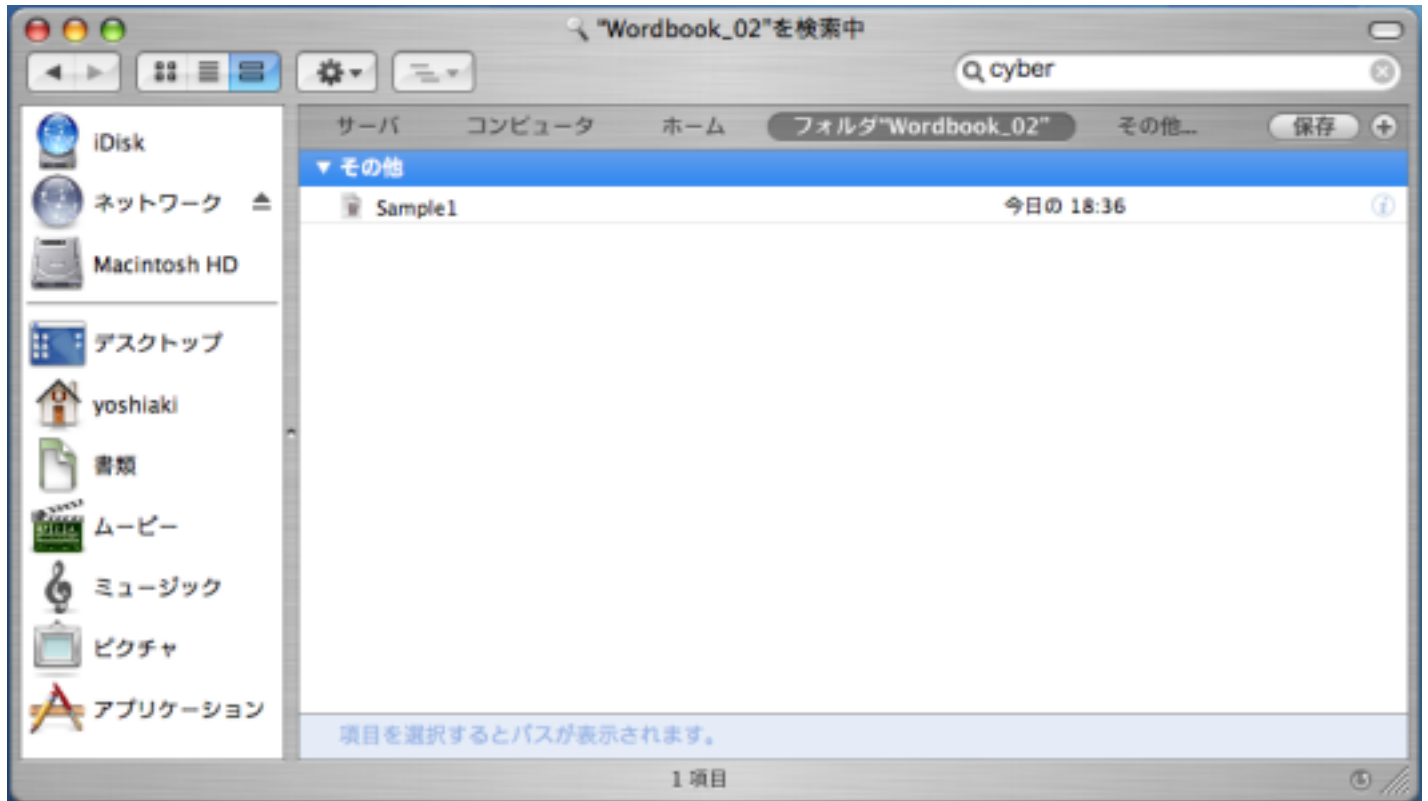 "Wordbook_02"を検索中
cyber
サーバ コンピュータ ホーム フォルダ"Wordbook_02" その他... 保存
iDisk
ネットワーク
Macintosh HD
デスクトップ
yoshiaki
書類
ムービー
ミュージック
ピクチャ
アプリケーション
その他
Sample1 今日の 18:36
項目を選択するとパスが表示されます。
1 項目